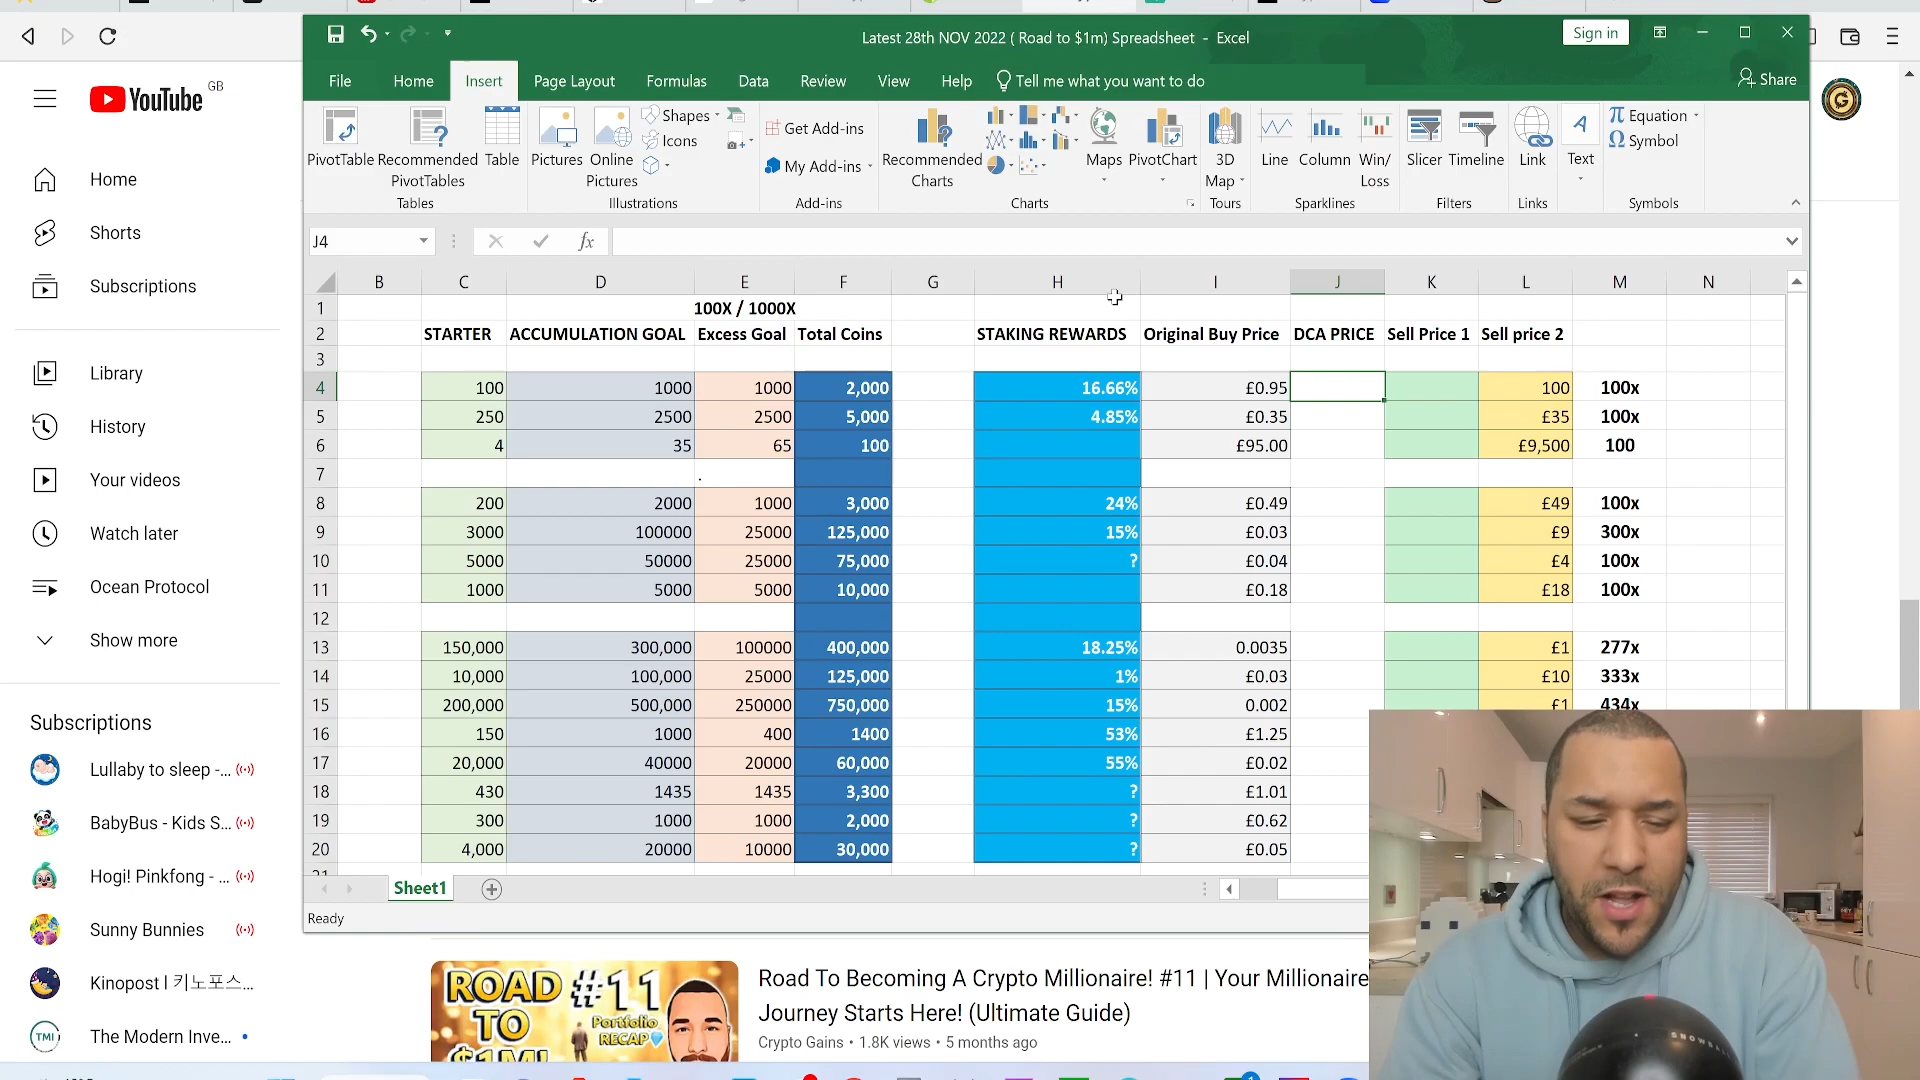 Latest 28th NOV 2022 ( Road to $1m) Spreadsheet - Excel
Sign in
File Home Insert Page Layout Formulas Data Review View Help Tell me what you want to do
Share
PivotTable Recommended PivotTables Table
Tables
Pictures Online Pictures Shapes Icons
Illustrations
Get Add-ins
My Add-ins
Add-ins
Recommended Charts
Maps PivotChart
Charts
3D Map
Tours
Line Column Win/ Loss
Sparklines
Slicer Timeline
Filters
Link
Links
Text
Equation
Symbol
Symbols
J4 fx
B C D E F G H I J K L M N
1 100X / 1000X
2 STARTER ACCUMULATION GOAL Excess Goal Total Coins STAKING REWARDS Original Buy Price DCA PRICE Sell Price 1 Sell price 2
3
4 100 1000 1000 2,000 16.66% £0.95 100 100x
5 250 2500 2500 5,000 4.85% £0.35 £35 100x
6 4 35 65 100 £95.00 £9,500 100
7 .
8 200 2000 1000 3,000 24% £0.49 £49 100x
9 3000 100000 25000 125,000 15% £0.03 £9 300x
10 5000 50000 25000 75,000 ? £0.04 £4 100x
11 1000 5000 5000 10,000 £0.18 £18 100x
12
13 150,000 300,000 100000 400,000 18.25% 0.0035 £1 277x
14 10,000 100,000 25000 125,000 1% £0.03 £10 333x
15 200,000 500,000 250000 750,000 15% 0.002 £1 434x
16 150 1000 400 1400 53% £1.25
17 20,000 40000 20000 60,000 55% £0.02
18 430 1435 1435 3,300 ? £1.01
19 300 1000 1000 2,000 ? £0.62
20 4,000 20000 10000 30,000 ? £0.05
Sheet1
Ready
YouTube GB
Home
Shorts
Subscriptions
Library
History
Your videos
Watch later
Ocean Protocol
Show more
Subscriptions
Lullaby to sleep -...
BabyBus - Kids S...
Hogi! Pinkfong - ...
Sunny Bunnies
Kinopost l 키노포스...
TMI The Modern Inve...
ROAD #11
TO
$1M!
Portfolio
RECAP
Road To Becoming A Crypto Millionaire! #11 | Your Millionaire
Journey Starts Here! (Ultimate Guide)
Crypto Gains • 1.8K views • 5 months ago